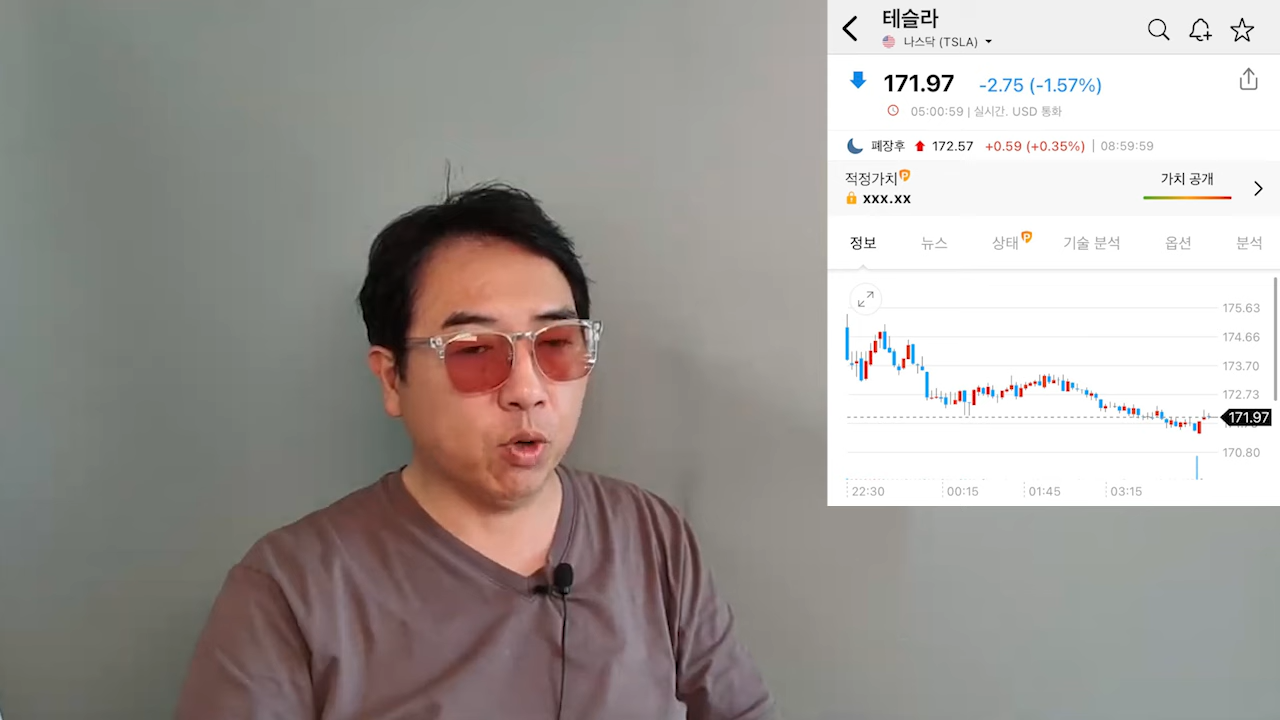 테슬라
나스닥 (TSLA)
171.97 -2.75 (-1.57%)
05:00:59 | 실시간. USD 통화
폐장후 172.57 +0.59 (+0.35%) | 08:59:59
적정가치 P 가치 공개
xxx.xx
정보 뉴스 상태 P 기술 분석 옵션 분석
175.63
174.66
173.70
172.73
171.97
170.80
22:30 00:15 01:45 03:15